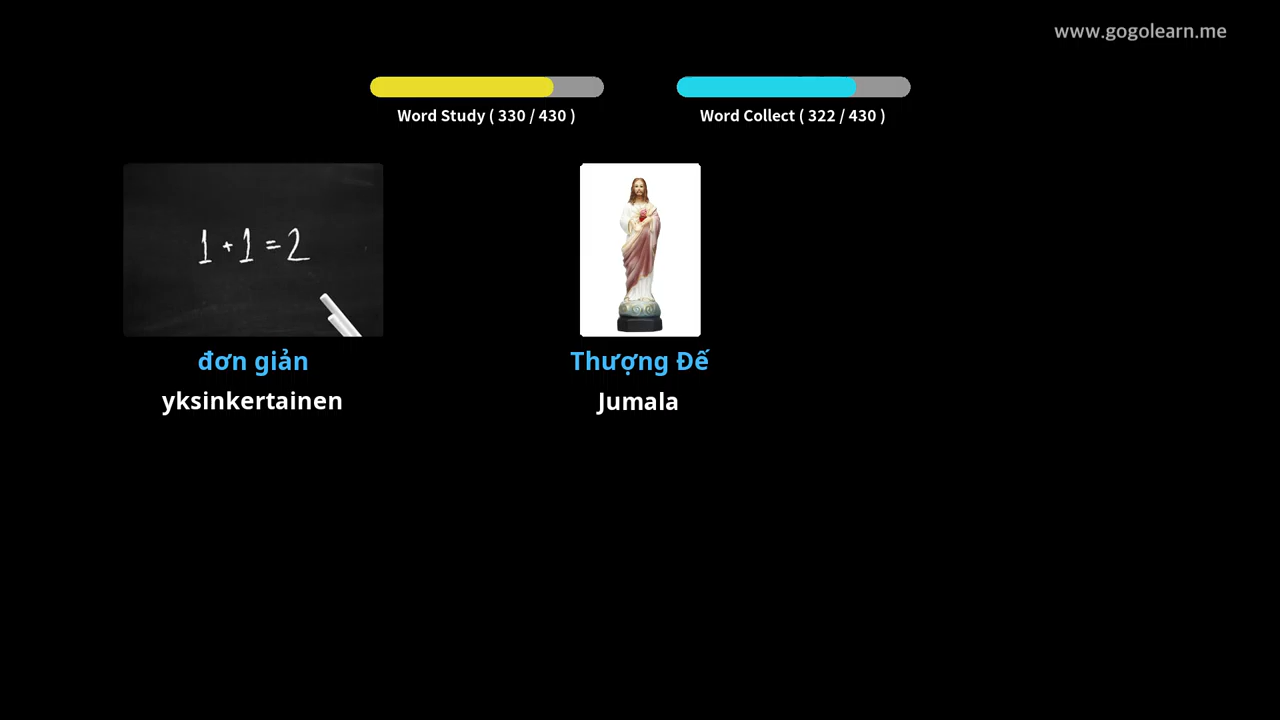 www.gogolearn.me
Word Study ( 330 / 430 )
Word Collect ( 322 / 430 )
1 + 1 = 2
đơn giản
yksinkertainen
Thượng Đế
Jumala